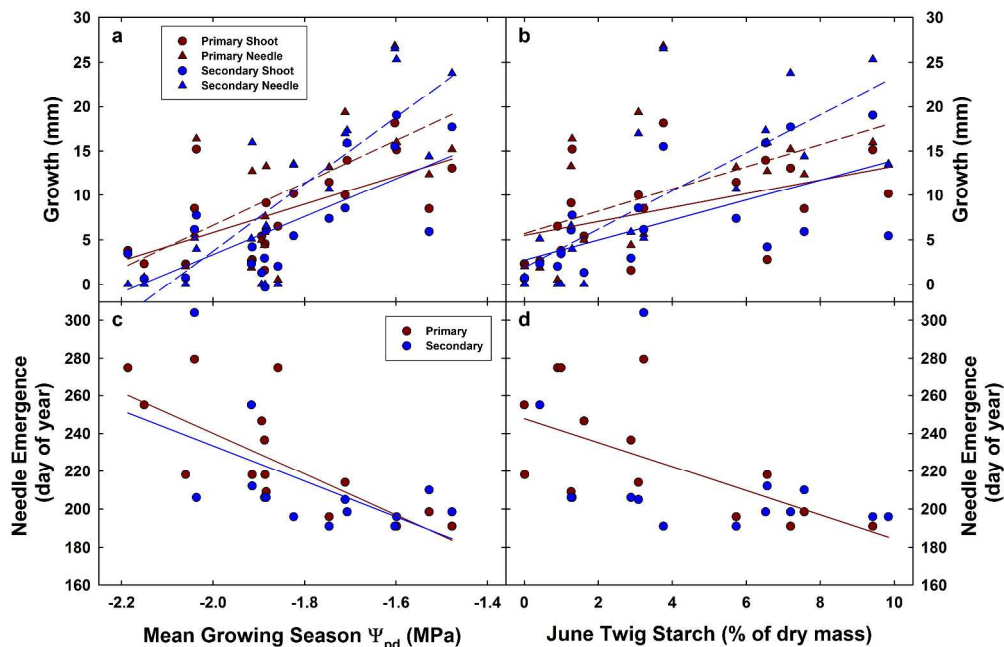 a
Primary Shoot
Primary Needle
Secondary Shoot
Secondary Needle
b
30
25
20
15
10
5
0
Growth (mm)
30
25
20
15
10
5
0
Growth (mm)
c
Primary
Secondary
d
300
280
260
240
220
200
180
160
Needle Emergence
(day of year)
300
280
260
240
220
200
180
160
Needle Emergence
(day of year)
-2.2 -2.0 -1.8 -1.6 -1.4
0 2 4 6 8 10
Mean Growing Season Ψpd (MPa)
June Twig Starch (% of dry mass)